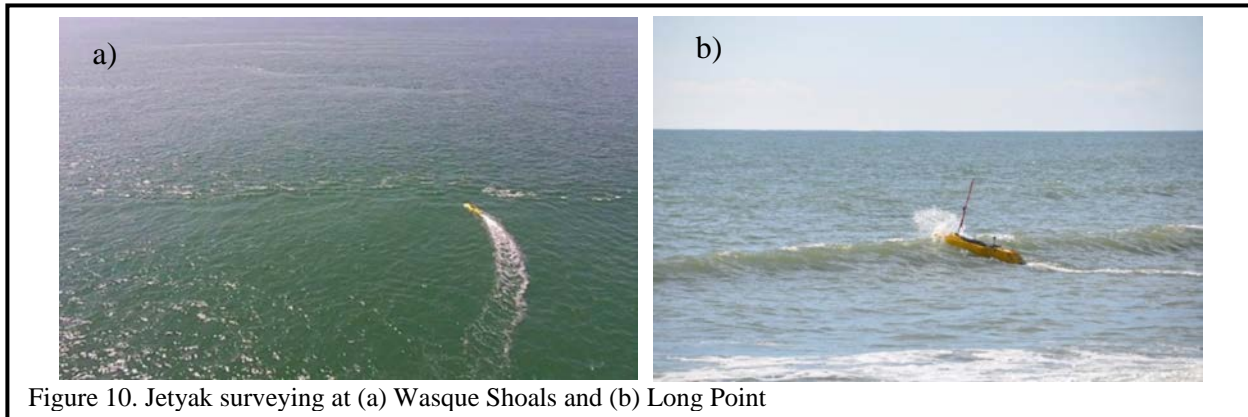 a)
b)
Figure 10. Jetyak surveying at (a) Wasque Shoals and (b) Long Point